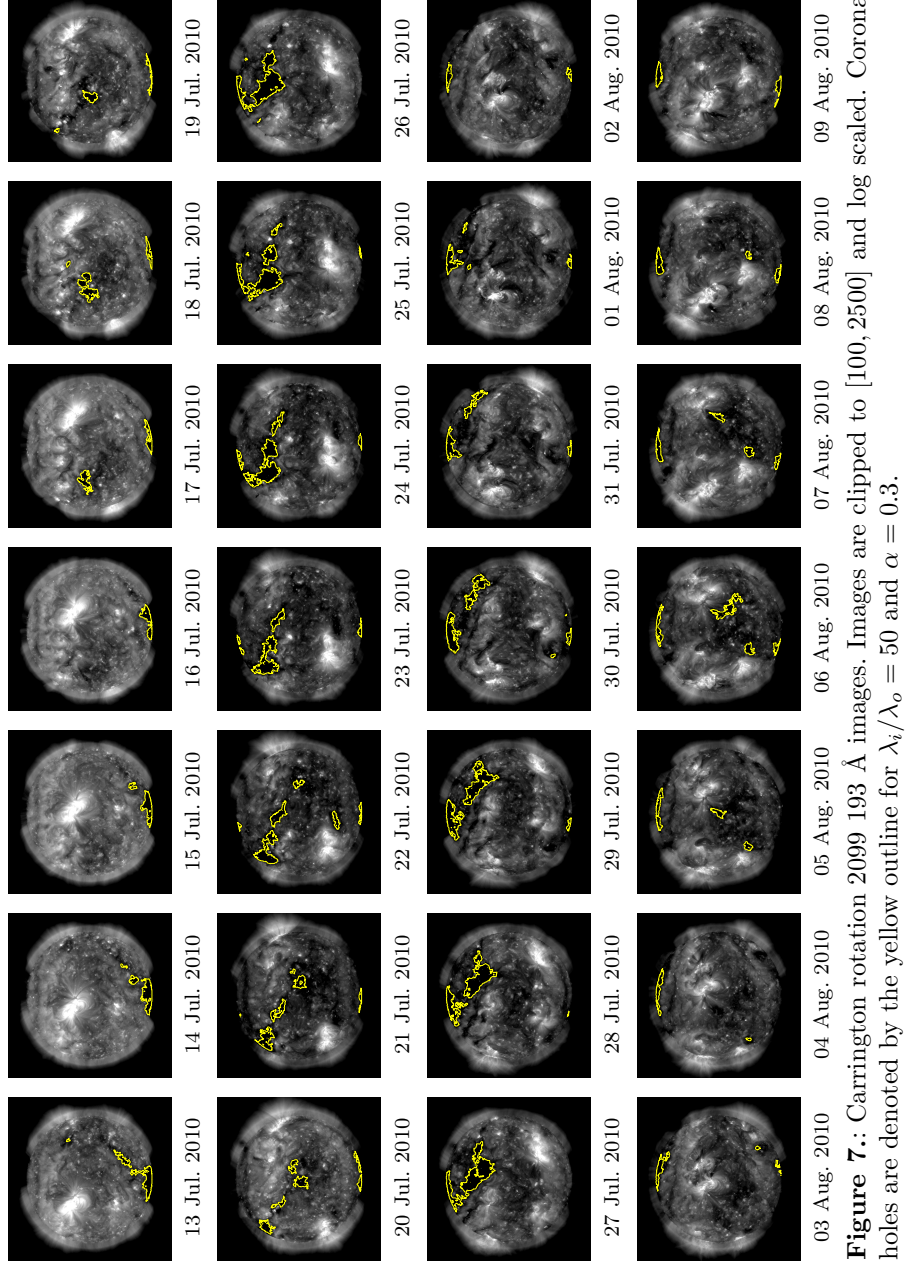 13 Jul. 2010 14 Jul. 2010 15 Jul. 2010 16 Jul. 2010 17 Jul. 2010 18 Jul. 2010 19 Jul. 2010
20 Jul. 2010 21 Jul. 2010 22 Jul. 2010 23 Jul. 2010 24 Jul. 2010 25 Jul. 2010 26 Jul. 2010
27 Jul. 2010 28 Jul. 2010 29 Jul. 2010 30 Jul. 2010 31 Jul. 2010 01 Aug. 2010 02 Aug. 2010
03 Aug. 2010 04 Aug. 2010 05 Aug. 2010 06 Aug. 2010 07 Aug. 2010 08 Aug. 2010 09 Aug. 2010
Figure 7.: Carrington rotation 2099 193 Å images. Images are clipped to [100, 2500] and log scaled. Corona
holes are denoted by the yellow outline for λi/λo = 50 and α = 0.3.